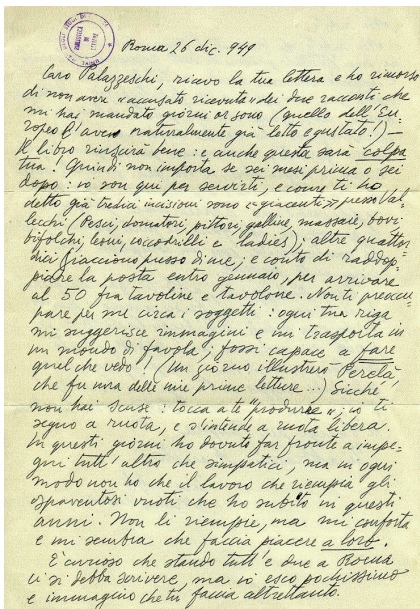 Roma 26 dic. 949
Caro Palazzeschi, ricevo la tua lettera e ho rimorso
di non avere "accusato ricevuta" dei due racconti che
mi hai mandato giorni or sono (quello dell'Eu-
ropeo l'avevo naturalmente già letto e gustato!) —
Il libro riuscirà bene: e anche questa sarà colpa
tua! Quindi non importa se sei mesi prima o sei
dopo: io son qui per servirti, e come ti ho
detto già tredici incisioni sono "giacenti" presso Val-
lecchi (Pesci, domatori, pittori, galline, massaie, bovi
bifolchi, leoni, coccodrilli e ladies); altre quattor-
dici giacciono presso di me; e conto di raddop-
piare la posta entro gennaio, per arrivare
al 50 fra tavoline e tavolone. Non ti preoccu-
pare per me circa i soggetti: ogni tua riga
mi suggerisce immagini e mi trasporta in
un mondo di favola; fossi capace a fare
quel che vedo! (Un giorno illustrerò Perelà,
che fu una delle mie prime letture...) Sicché
non hai scuse: tocca a te "produrre"; io ti
seguo a ruota, e s'intende a ruota libera.
In questi giorni ho dovuto far fronte a impe-
gni tutt'altro che simpatici, ma in ogni
modo non ho che il lavoro che riempia gli
spaventosi vuoti che ho subito in questi
anni. Non li riempie, ma mi conforta
e mi sembra che faccia piacere a loro.
È curioso che stando tutt'e due a Roma
ci si debba scrivere, ma io esco pochissimo
e immagino che tu faccia altrettanto.